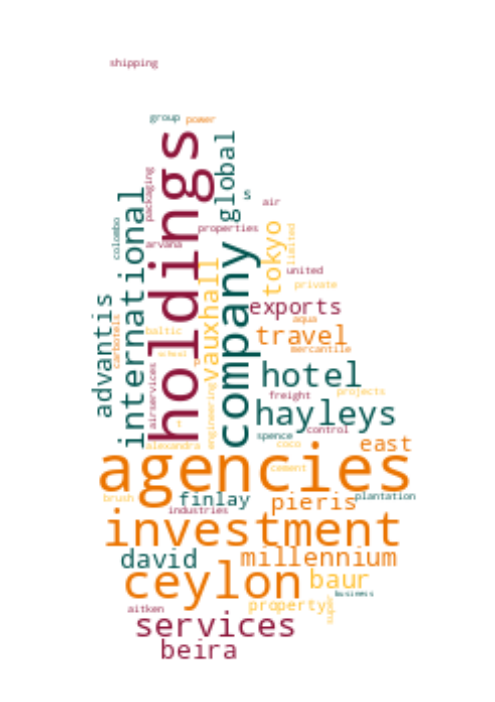 shipping
group
power
holdings
global
s
packaging
air
international
colombo
properties
arvana
company
tokyo
limited
vauxhall
united
private
advantis
exports
aqua
carbotels
baltic
travel
mercantile
school
airservices
hotel
engineering
freight
projects
hayleys
t
control
spence
alexandra
coco
east
agencies
cement
brush
finlay
pieris
plantation
industries
investment
david
millennium
ceylon
baur
business
aitken
property
super
services
beira